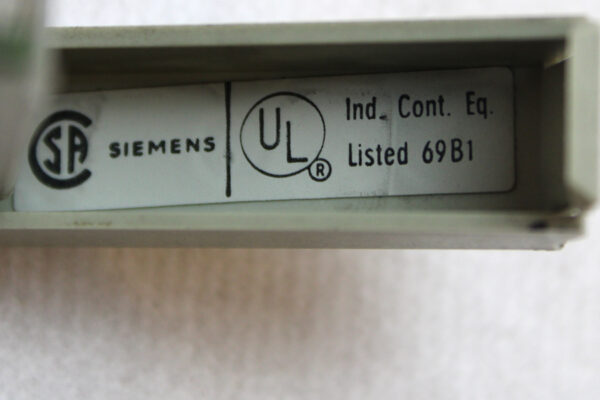 SA SIEMENS
UL ® Ind. Cont. Eq.
Listed 69B1